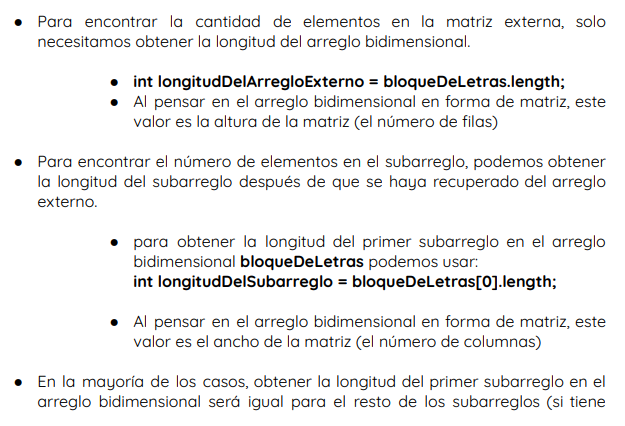 ● Para encontrar la cantidad de elementos en la matriz externa, solo
necesitamos obtener la longitud del arreglo bidimensional.
● int longitudDelArregloExterno = bloqueDeLetras.length;
● Al pensar en el arreglo bidimensional en forma de matriz, este
valor es la altura de la matriz (el número de filas)
● Para encontrar el número de elementos en el subarreglo, podemos obtener
la longitud del subarreglo después de que se haya recuperado del arreglo
externo.
● para obtener la longitud del primer subarreglo en el arreglo
bidimensional bloqueDeLetras podemos usar:
int longitudDelSubarreglo = bloqueDeLetras[0].length;
● Al pensar en el arreglo bidimensional en forma de matriz, este
valor es el ancho de la matriz (el número de columnas)
● En la mayoría de los casos, obtener la longitud del primer subarreglo en el
arreglo bidimensional será igual para el resto de los subarreglos (si tiene